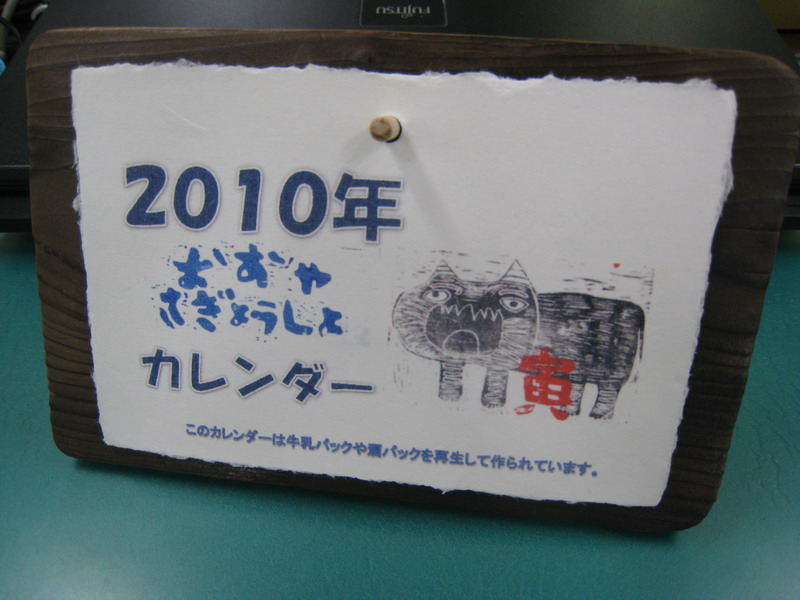 FUJITSU
2010年
おおや
さぎょうしょ
カレンダー
寅
このカレンダーは牛乳パックや酒パックを再生して作られています。